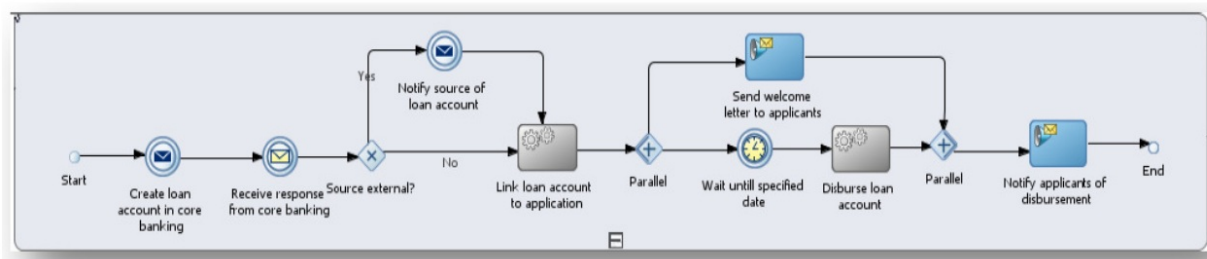 Start
Create loan
account in core
banking
Receive response
from core banking
Source external?
Yes
Notify source of
loan account
No
Link loan account
to application
Parallel
Send welcome
letter to applicants
Wait untill specified
date
Disburse loan
account
Parallel
Notify applicants of
disbursement
End